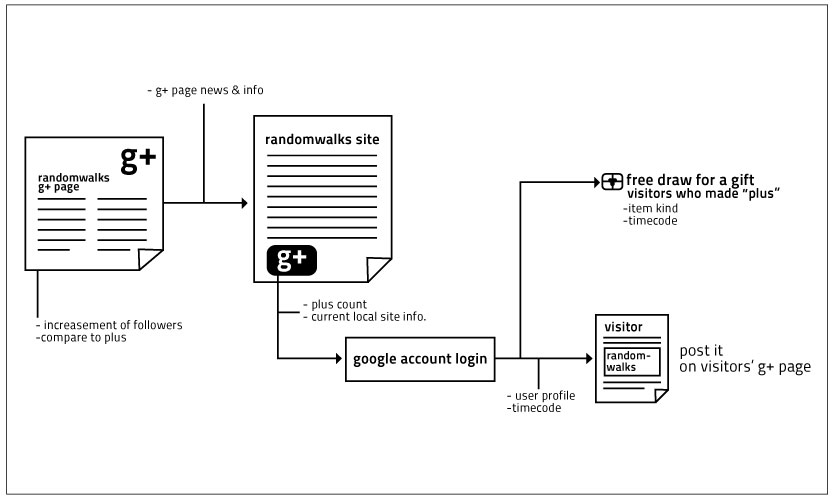 - g+ page news & info
g+
randomwalks
g+ page
- increasement of followers
-compare to plus
randomwalks site
g+
- plus count
- current local site info.
google account login
- user profile
-timecode
free draw for a gift
visitors who made "plus"
-item kind
-timecode
visitor
random-
walks
post it
on visitors' g+ page